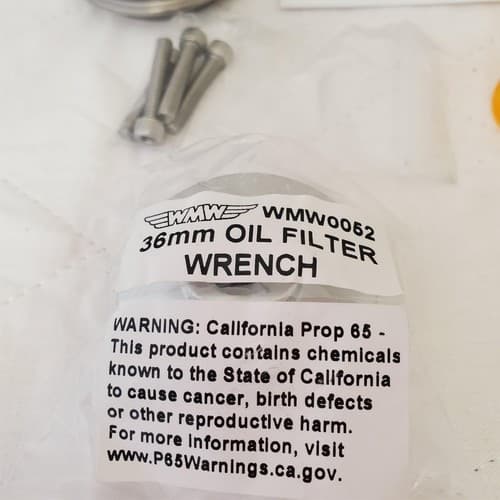 WMW WMW0052
36mm OIL FILTER
WRENCH
WARNING: California Prop 65 -
This product contains chemicals
known to the State of California
to cause cancer, birth defects
or other reproductive harm.
For more information, visit
www.P65Warnings.ca.gov.